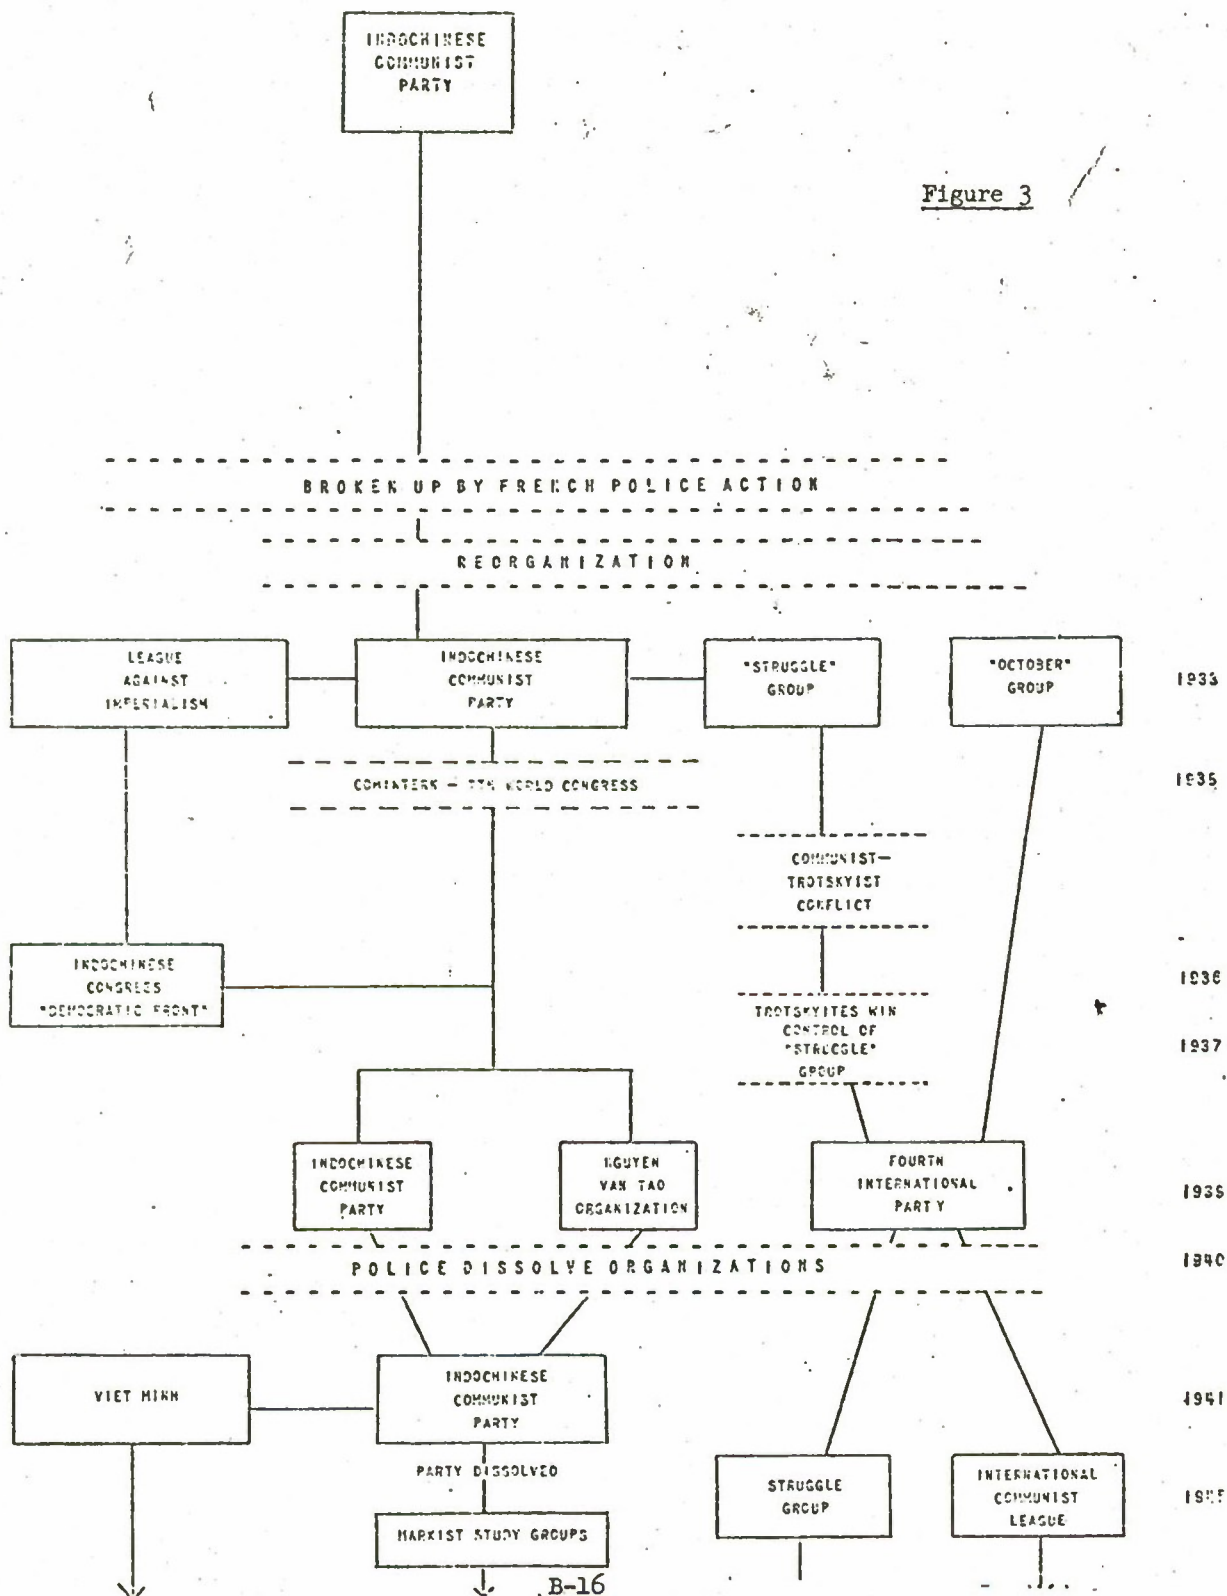 INDOCHINESE
COMMUNIST
PARTY
Figure 3
BROKEN UP BY FRENCH POLICE ACTION
REORGANIZATION
LEAGUE
AGAINST
IMPERIALISM
INDOCHINESE
COMMUNIST
PARTY
"STRUGGLE"
GROUP
"OCTOBER"
GROUP
1933
COMINTERN — 7TH WORLD CONGRESS
1935
COMMUNIST—
TROTSKYIST
CONFLICT
INDOCHINESE
CONGRESS
"DEMOCRATIC FRONT"
1936
TROTSKYITES WIN
CONTROL OF
"STRUGGLE"
GROUP
1937
INDOCHINESE
COMMUNIST
PARTY
NGUYEN
VAN TAO
ORGANIZATION
FOURTH
INTERNATIONAL
PARTY
POLICE DISSOLVE ORGANIZATIONS
1940
VIET MINH
INDOCHINESE
COMMUNIST
PARTY
1941
PARTY DISSOLVED
STRUGGLE
GROUP
INTERNATIONAL
COMMUNIST
LEAGUE
MARXIST STUDY GROUPS
B-16